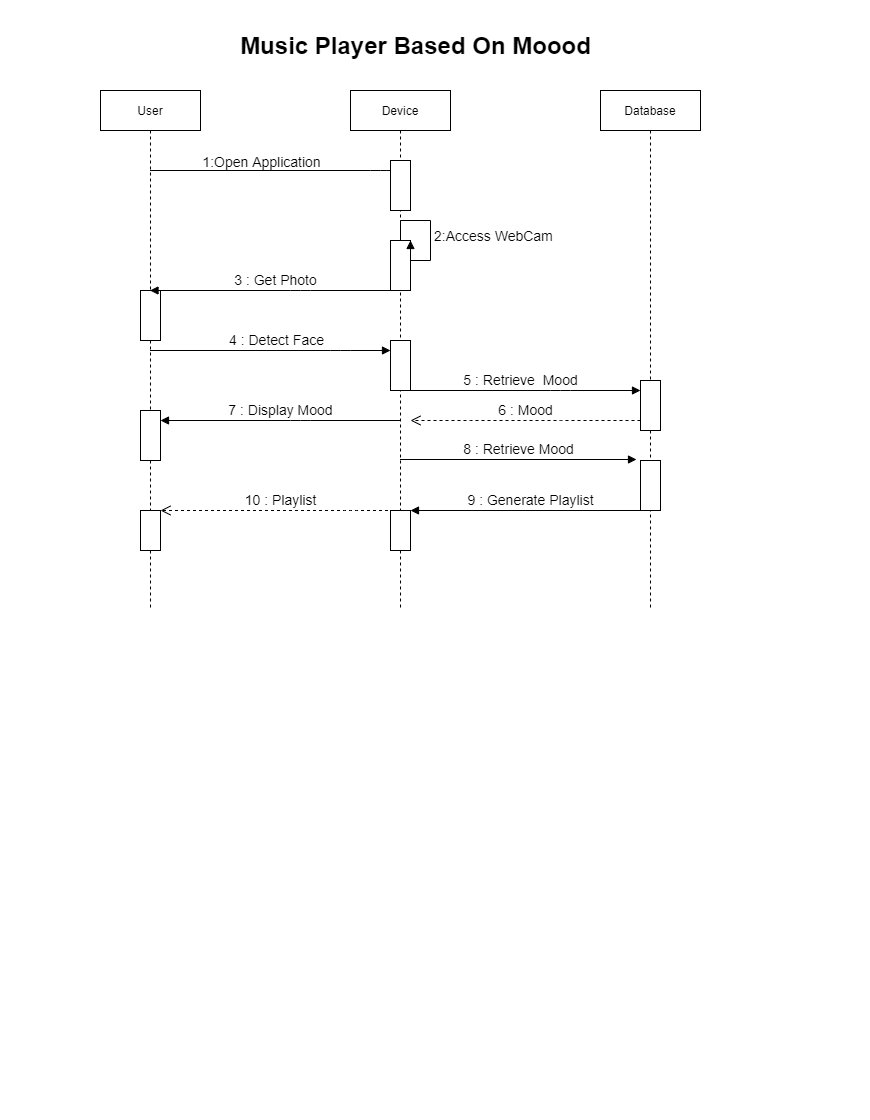 Music Player Based On Moood
User
Device
Database
1:Open Application
2:Access WebCam
3 : Get Photo
4 : Detect Face
5 : Retrieve  Mood
7 : Display Mood
6 : Mood
8 : Retrieve Mood
10 : Playlist
9 : Generate Playlist